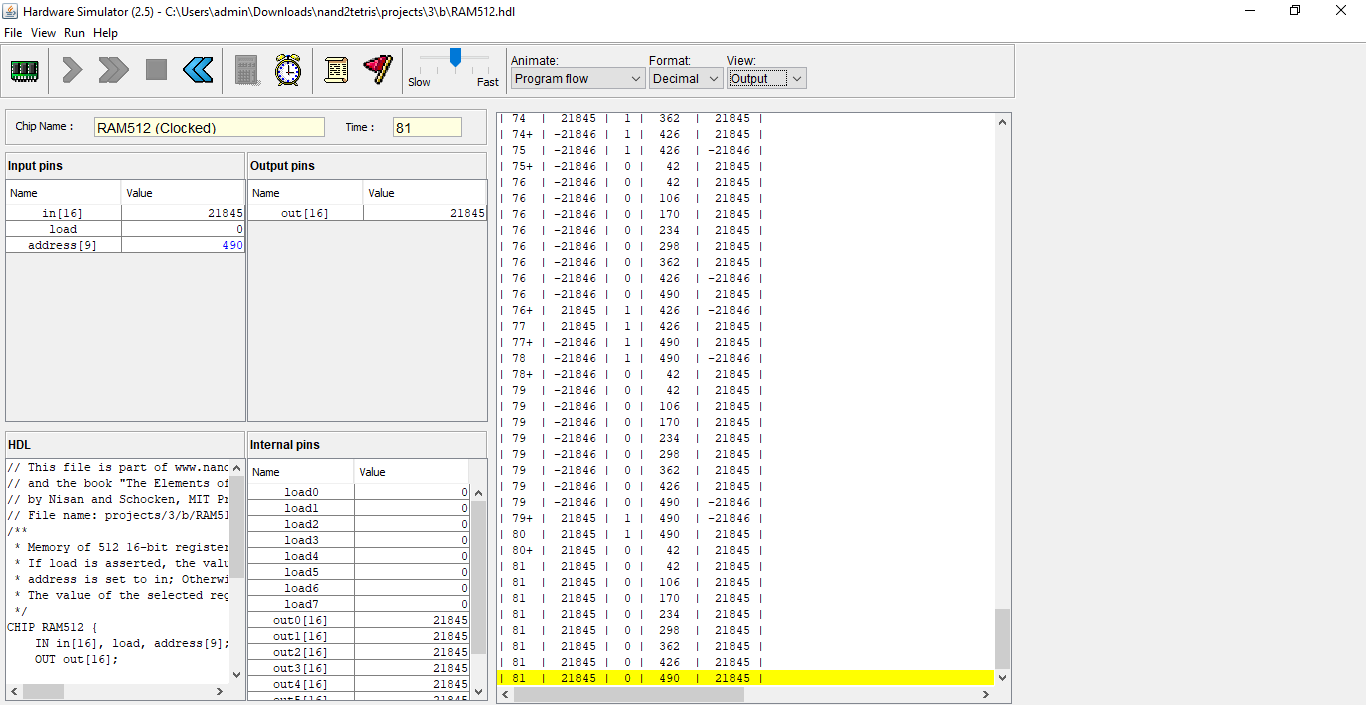 Hardware Simulator (2.5) - C:\Users\admin\Downloads\nand2tetris\projects\3\b\RAM512.hdl
File View Run Help
Slow Fast
Animate: Format: View:
Program flow Decimal Output
Chip Name : RAM512 (Clocked) Time : 81
Input pins
Name Value
in[16] 21845
load 0
address[9] 490
Output pins
Name Value
out[16] 21845
HDL
// This file is part of www.nand
// and the book "The Elements of
// by Nisan and Schocken, MIT Pr
// File name: projects/3/b/RAM51
/**
* Memory of 512 16-bit register
* If load is asserted, the valu
* address is set to in; Otherwi
* The value of the selected reg
*/
CHIP RAM512 {
IN in[16], load, address[9];
OUT out[16];
Internal pins
Name Value
load0 0
load1 0
load2 0
load3 0
load4 0
load5 0
load6 0
load7 0
out0[16] 21845
out1[16] 21845
out2[16] 21845
out3[16] 21845
out4[16] 21845
out5[16] 21845
| 74 | 21845 | 1 | 362 | 21845 |
| 74+ | -21846 | 1 | 426 | 21845 |
| 75 | -21846 | 1 | 426 | -21846 |
| 75+ | -21846 | 0 | 42 | 21845 |
| 76 | -21846 | 0 | 42 | 21845 |
| 76 | -21846 | 0 | 106 | 21845 |
| 76 | -21846 | 0 | 170 | 21845 |
| 76 | -21846 | 0 | 234 | 21845 |
| 76 | -21846 | 0 | 298 | 21845 |
| 76 | -21846 | 0 | 362 | 21845 |
| 76 | -21846 | 0 | 426 | -21846 |
| 76 | -21846 | 0 | 490 | 21845 |
| 76+ | 21845 | 1 | 426 | -21846 |
| 77 | 21845 | 1 | 426 | 21845 |
| 77+ | -21846 | 1 | 490 | 21845 |
| 78 | -21846 | 1 | 490 | -21846 |
| 78+ | -21846 | 0 | 42 | 21845 |
| 79 | -21846 | 0 | 42 | 21845 |
| 79 | -21846 | 0 | 106 | 21845 |
| 79 | -21846 | 0 | 170 | 21845 |
| 79 | -21846 | 0 | 234 | 21845 |
| 79 | -21846 | 0 | 298 | 21845 |
| 79 | -21846 | 0 | 362 | 21845 |
| 79 | -21846 | 0 | 426 | 21845 |
| 79 | -21846 | 0 | 490 | -21846 |
| 79+ | 21845 | 1 | 490 | -21846 |
| 80 | 21845 | 1 | 490 | 21845 |
| 80+ | 21845 | 0 | 42 | 21845 |
| 81 | 21845 | 0 | 42 | 21845 |
| 81 | 21845 | 0 | 106 | 21845 |
| 81 | 21845 | 0 | 170 | 21845 |
| 81 | 21845 | 0 | 234 | 21845 |
| 81 | 21845 | 0 | 298 | 21845 |
| 81 | 21845 | 0 | 362 | 21845 |
| 81 | 21845 | 0 | 426 | 21845 |
| 81 | 21845 | 0 | 490 | 21845 |